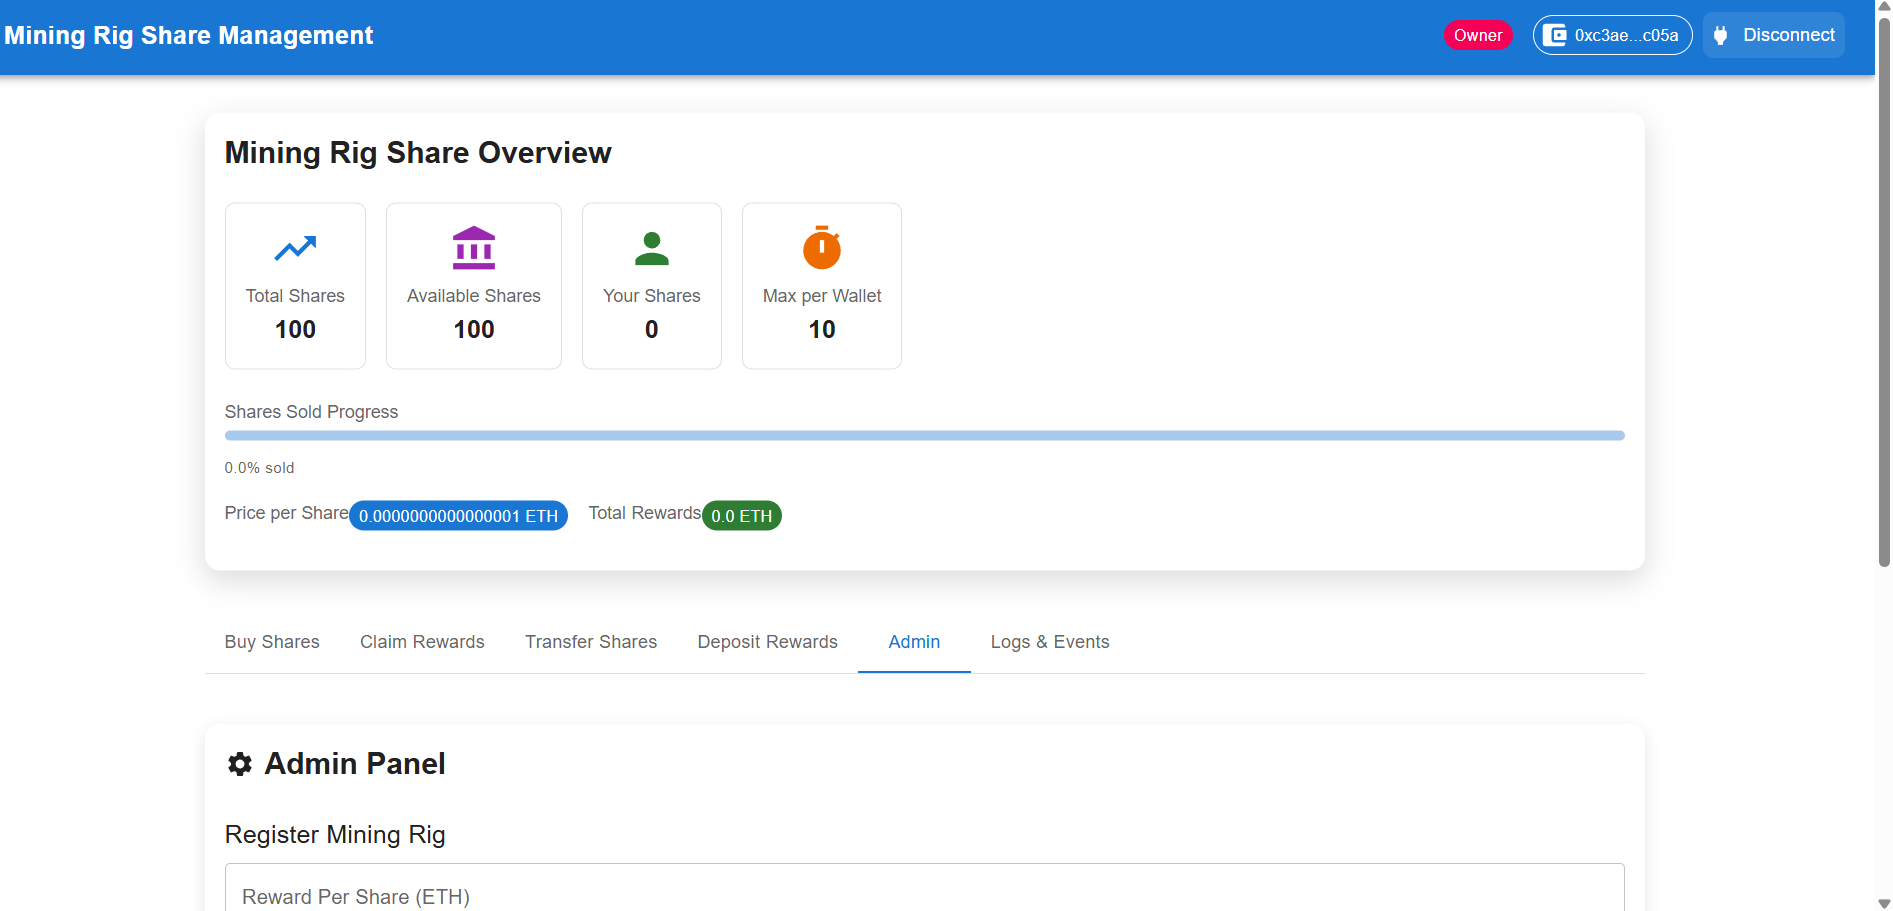 Mining Rig Share Management
Owner
0xc3ae...c05a
Disconnect
Mining Rig Share Overview
Total Shares
100
Available Shares
100
Your Shares
0
Max per Wallet
10
Shares Sold Progress
0.0% sold
Price per Share 0.0000000000000001 ETH Total Rewards 0.0 ETH
Buy Shares Claim Rewards Transfer Shares Deposit Rewards Admin Logs & Events
Admin Panel
Register Mining Rig
Reward Per Share (ETH)